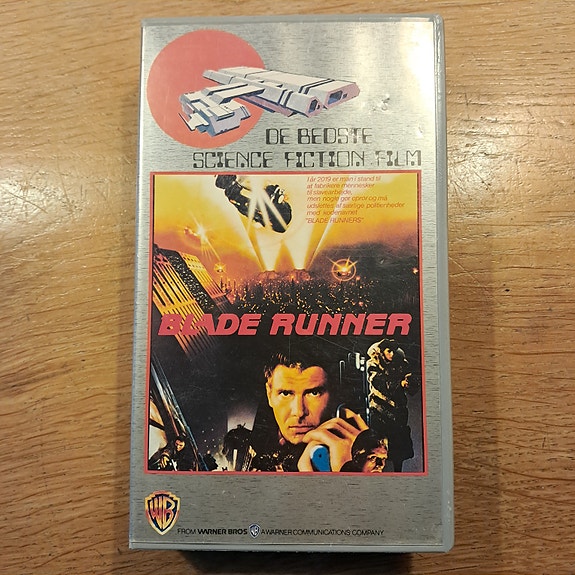 DE BEDSTE
SCIENCE FICTION FILM
I år 2019 er man i stand til
at fabrikere mennesker
til slavearbejde,
men nogle gør oprør og må
udslettes af særlige politienheder
med kodenavnet
"BLADE RUNNERS"
BLADE RUNNER
WB
FROM WARNER BROS A WARNER COMMUNICATIONS COMPANY